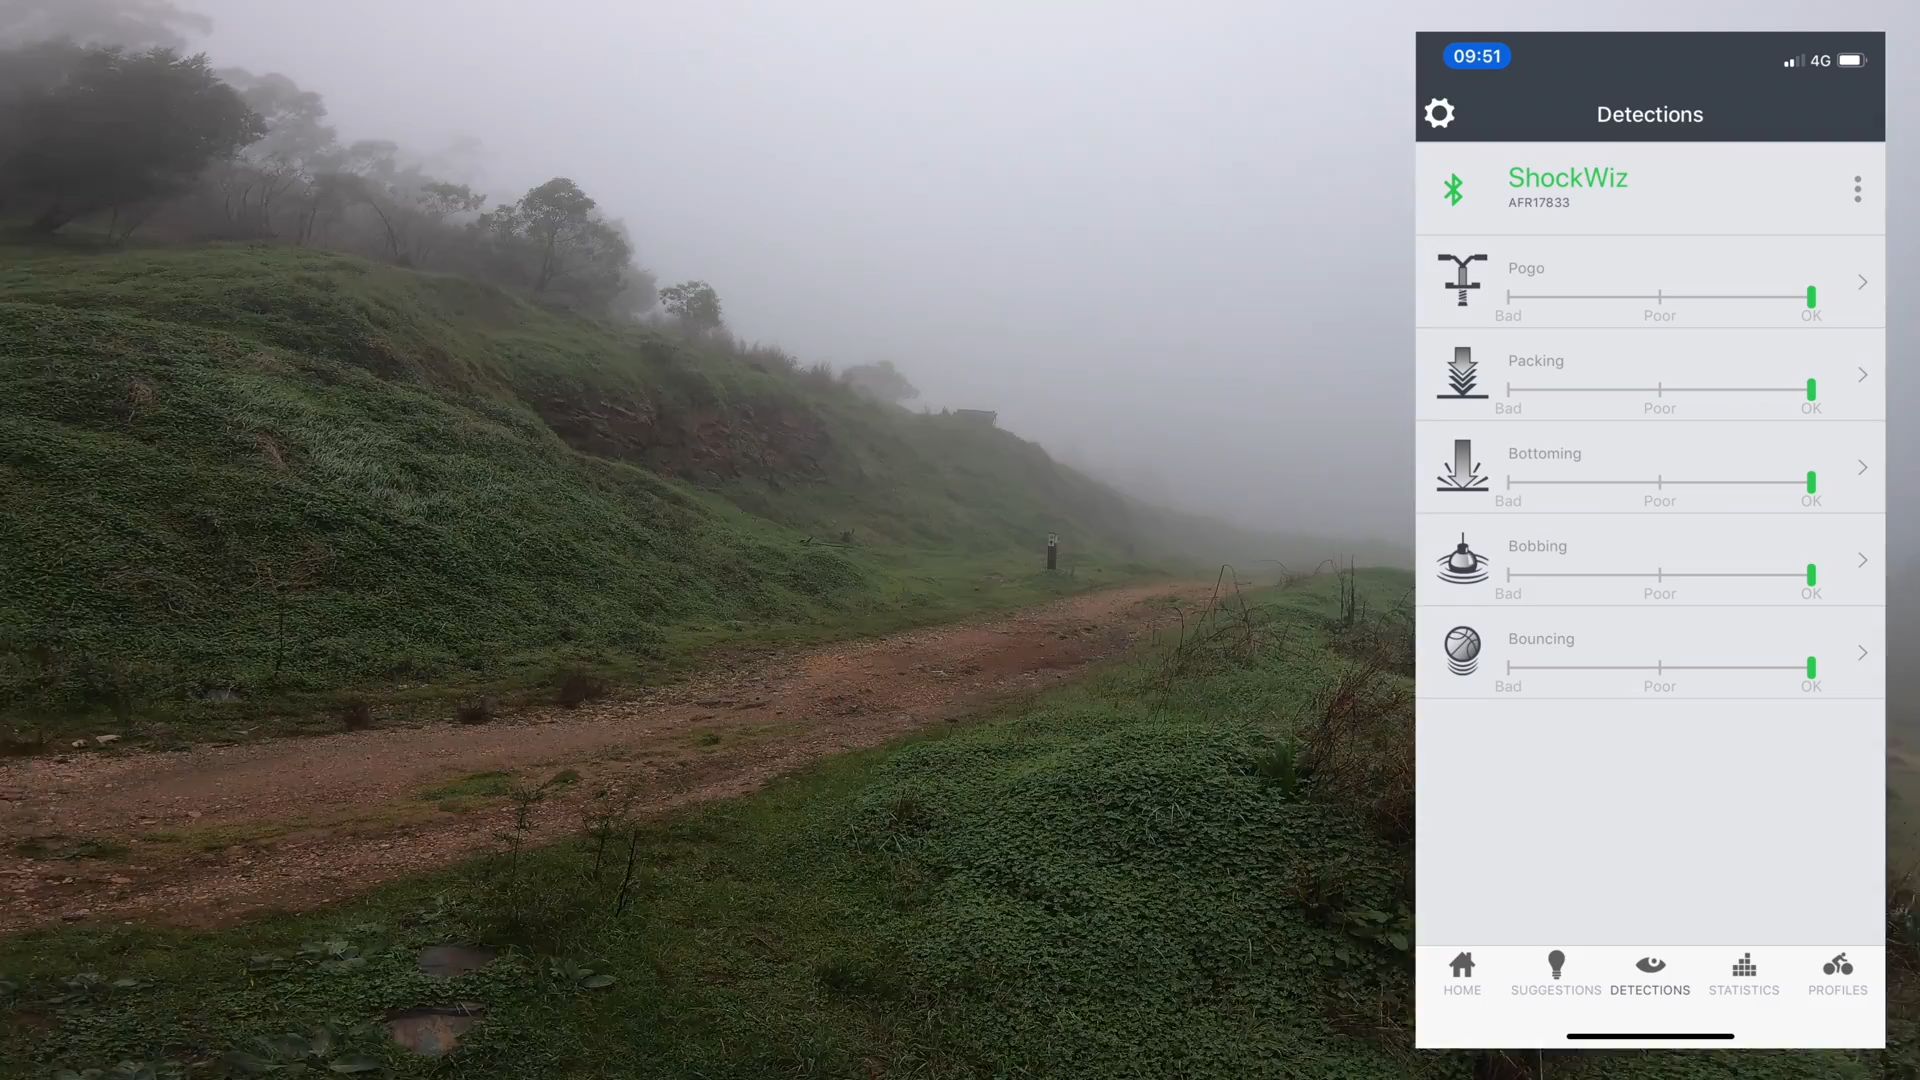 09:51
4G
Detections
ShockWiz
AFR17833
Pogo
Bad Poor OK
Packing
Bad Poor OK
Bottoming
Bad Poor OK
Bobbing
Bad Poor OK
Bouncing
Bad Poor OK
HOME SUGGESTIONS DETECTIONS STATISTICS PROFILES